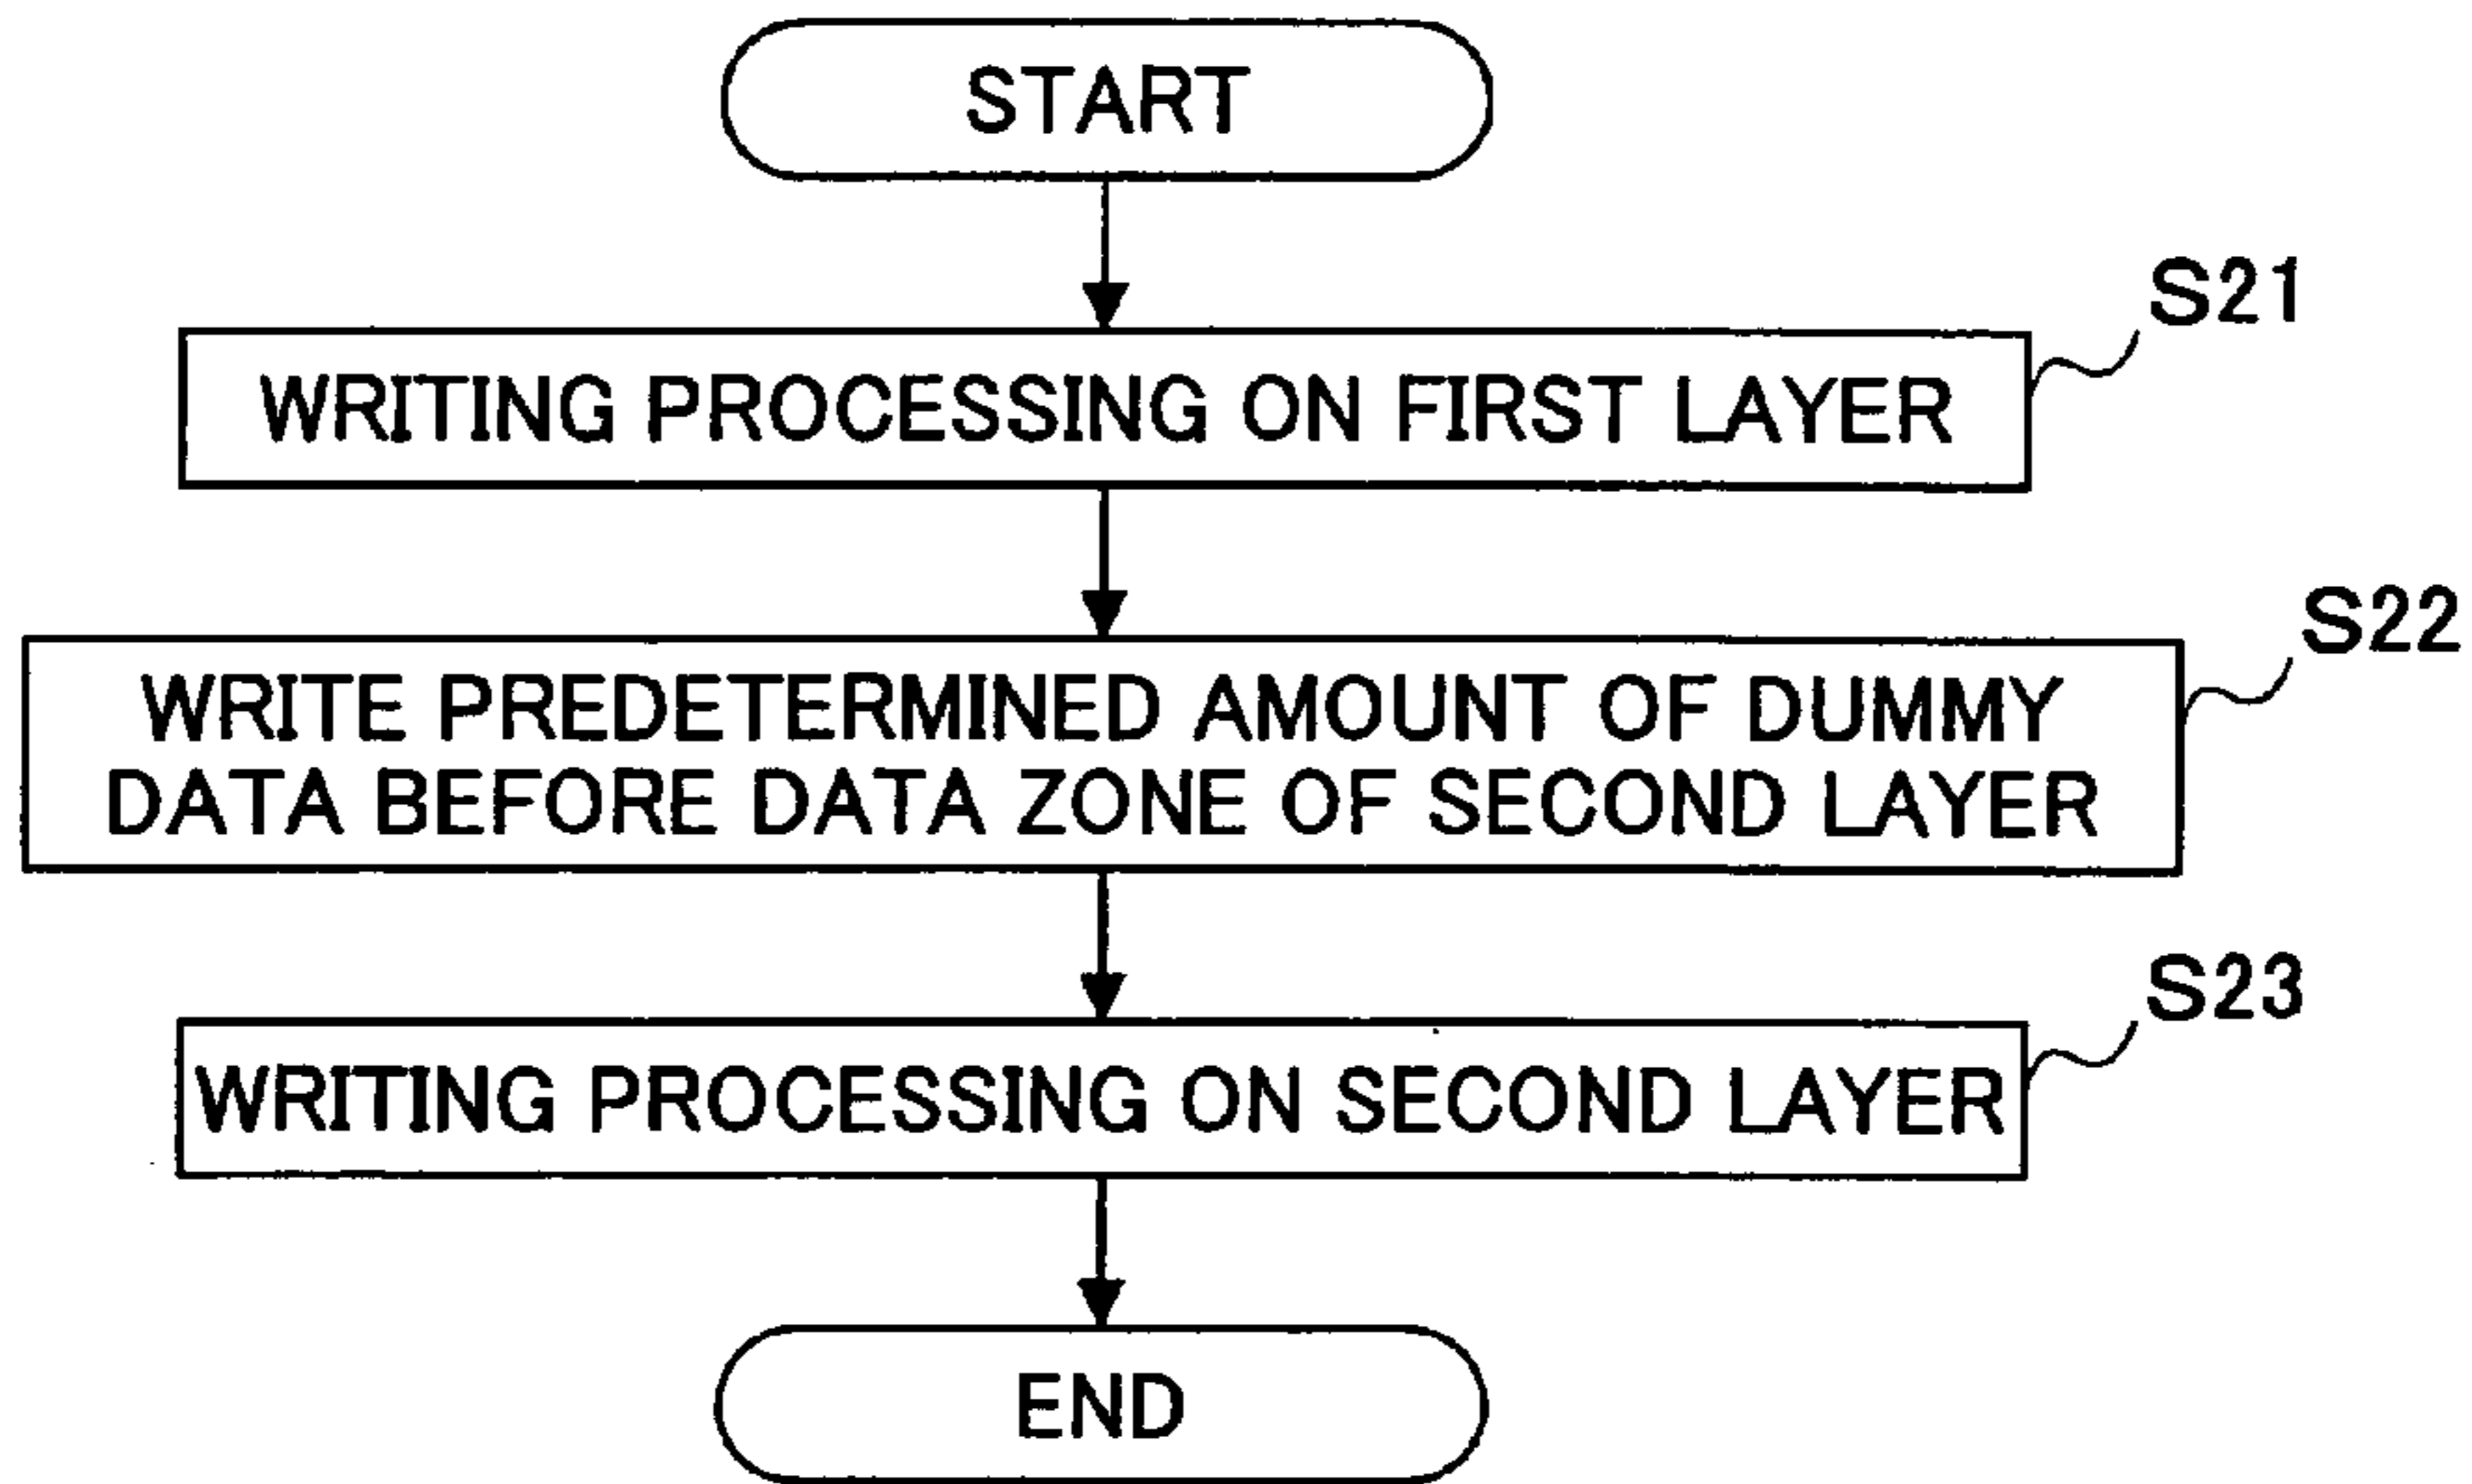 START
S21
WRITING PROCESSING ON FIRST LAYER
S22
WRITE PREDETERMINED AMOUNT OF DUMMY
DATA BEFORE DATA ZONE OF SECOND LAYER
S23
WRITING PROCESSING ON SECOND LAYER
END